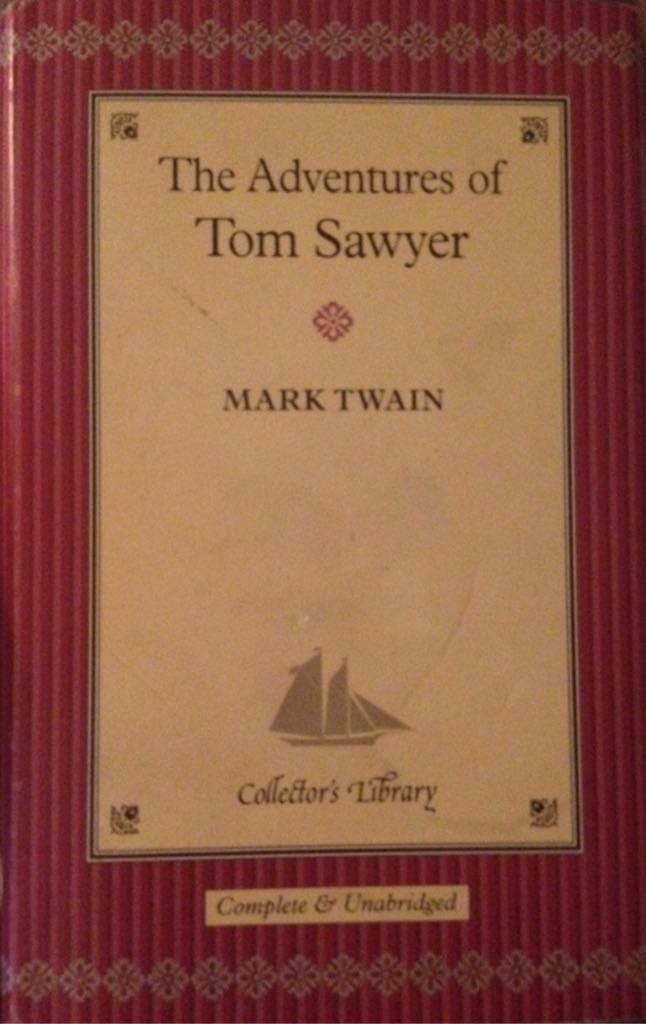 The Adventures of
Tom Sawyer
MARK TWAIN
Collector's Library
Complete & Unabridged